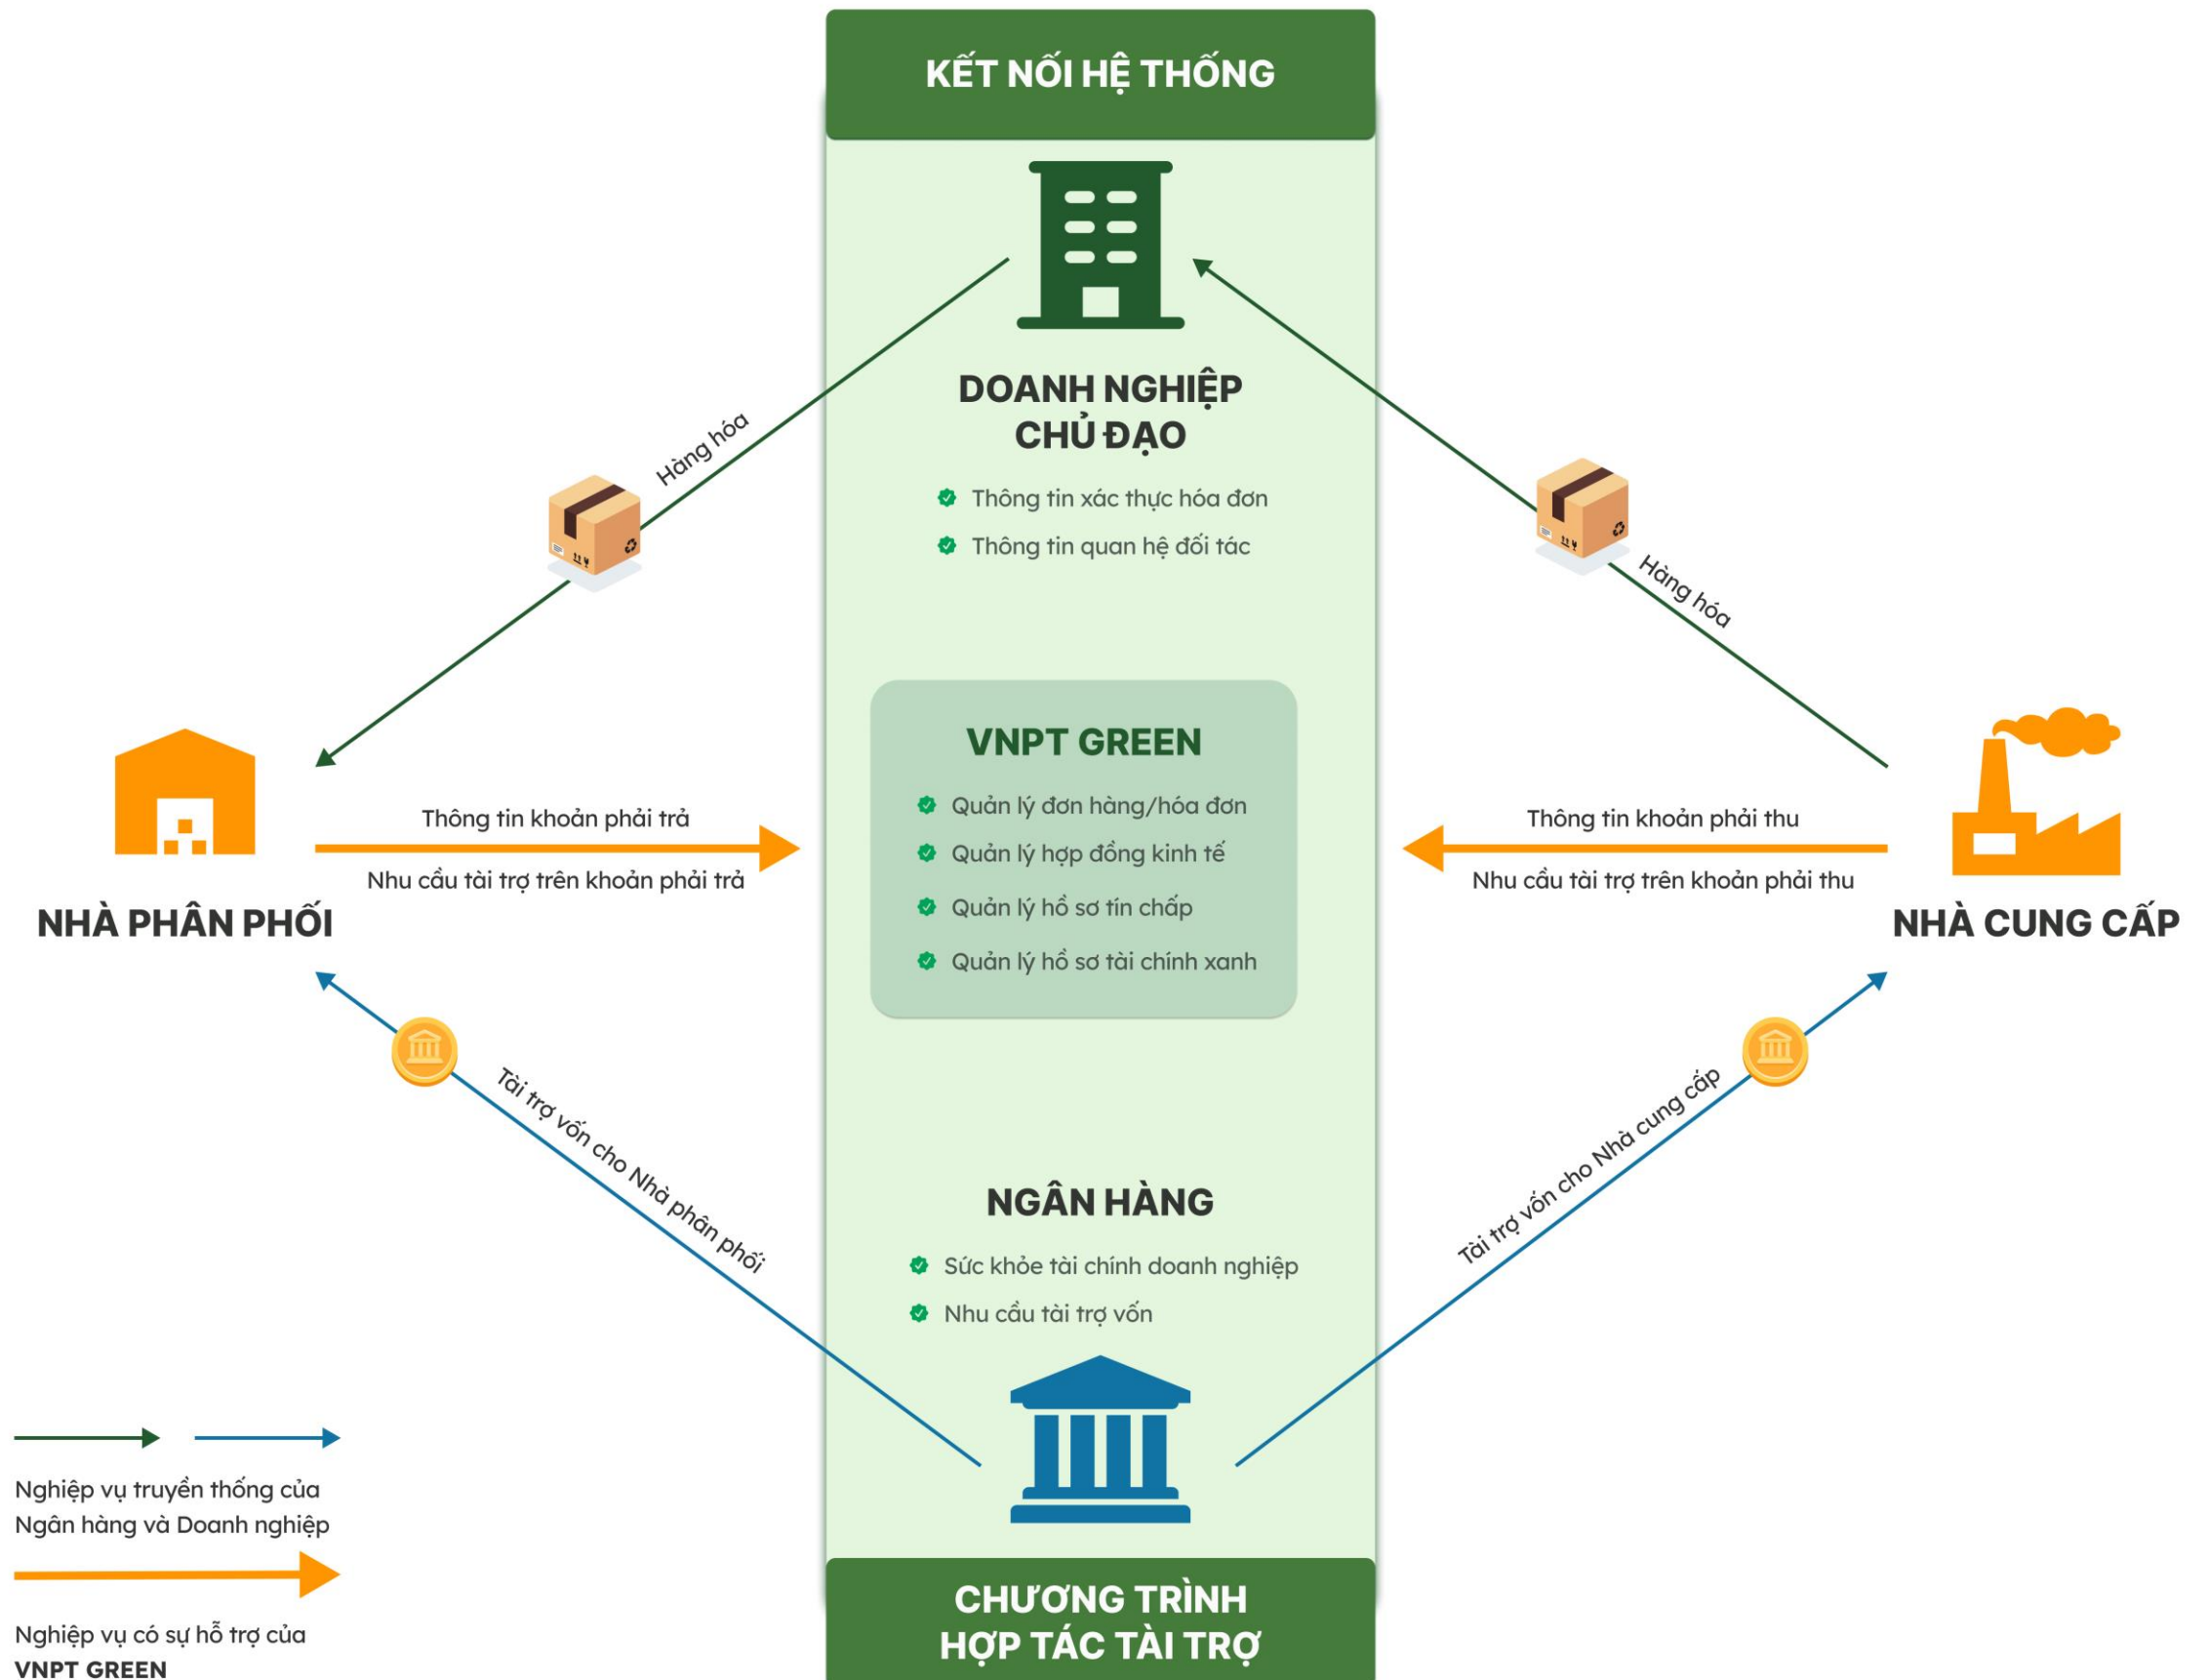 KẾT NỐI HỆ THỐNG
DOANH NGHIỆP
CHỦ ĐẠO
Thông tin xác thực hóa đơn
Thông tin quan hệ đối tác
Hàng hóa
Hàng hóa
VNPT GREEN
Quản lý đơn hàng/hóa đơn
Quản lý hợp đồng kinh tế
Quản lý hồ sơ tín chấp
Quản lý hồ sơ tài chính xanh
Thông tin khoản phải trả
Nhu cầu tài trợ trên khoản phải trả
NHÀ PHÂN PHỐI
Thông tin khoản phải thu
Nhu cầu tài trợ trên khoản phải thu
NHÀ CUNG CẤP
Tài trợ vốn cho Nhà phân phối
Tài trợ vốn cho Nhà cung cấp
NGÂN HÀNG
Sức khỏe tài chính doanh nghiệp
Nhu cầu tài trợ vốn
Nghiệp vụ truyền thống của
Ngân hàng và Doanh nghiệp
Nghiệp vụ có sự hỗ trợ của
VNPT GREEN
CHƯƠNG TRÌNH
HỢP TÁC TÀI TRỢ